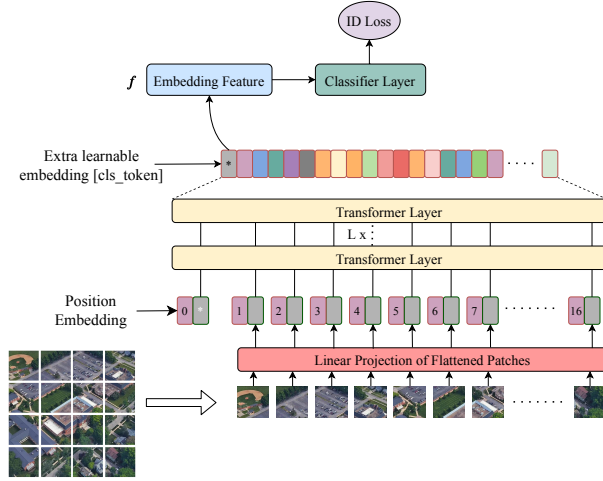 ID Loss
f
Embedding Feature
Classifier Layer
Extra learnable
embedding [cls_token]
*
Transformer Layer
L x
Transformer Layer
Position
Embedding
0 * 1 2 3 4 5 6 7 16
Linear Projection of Flattened Patches